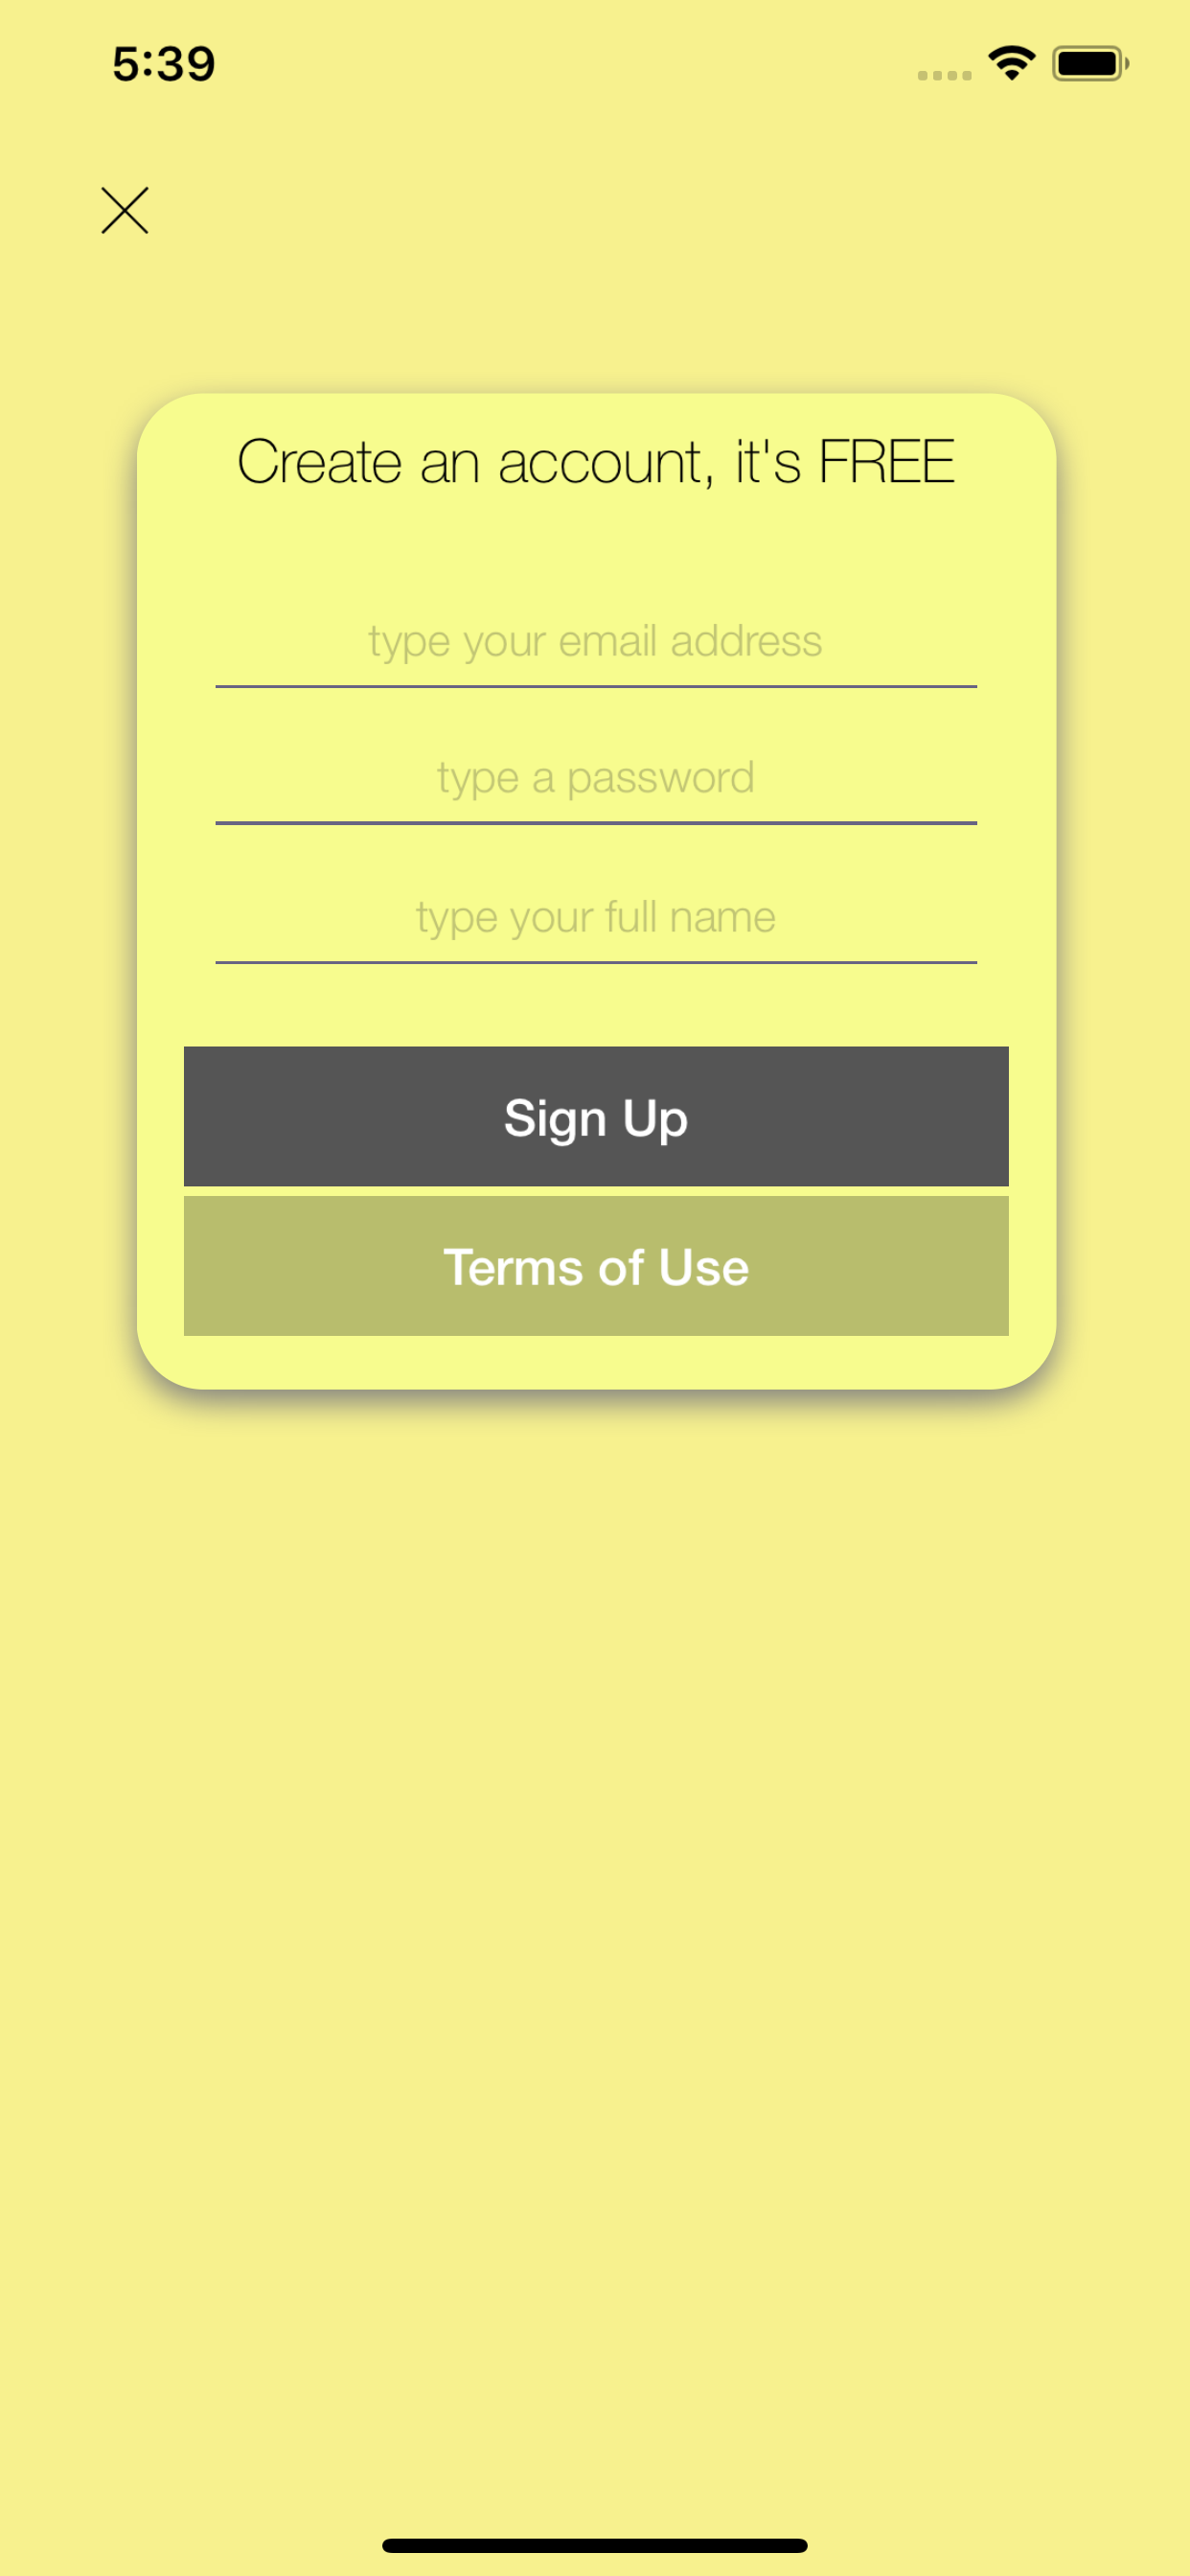 5:39
Create an account, it's FREE
type your email address
type a password
type your full name
Sign Up
Terms of Use